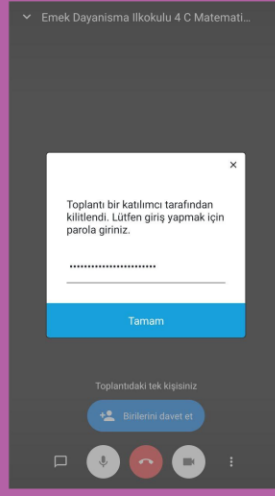 Emek Dayanisma Ilkokulu 4 C Matemati...
Toplantı bir katılımcı tarafından
kilitlendi. Lütfen giriş yapmak için
parola giriniz.
Tamam
Toplantıdaki tek kişisiniz
Birilerini davet et